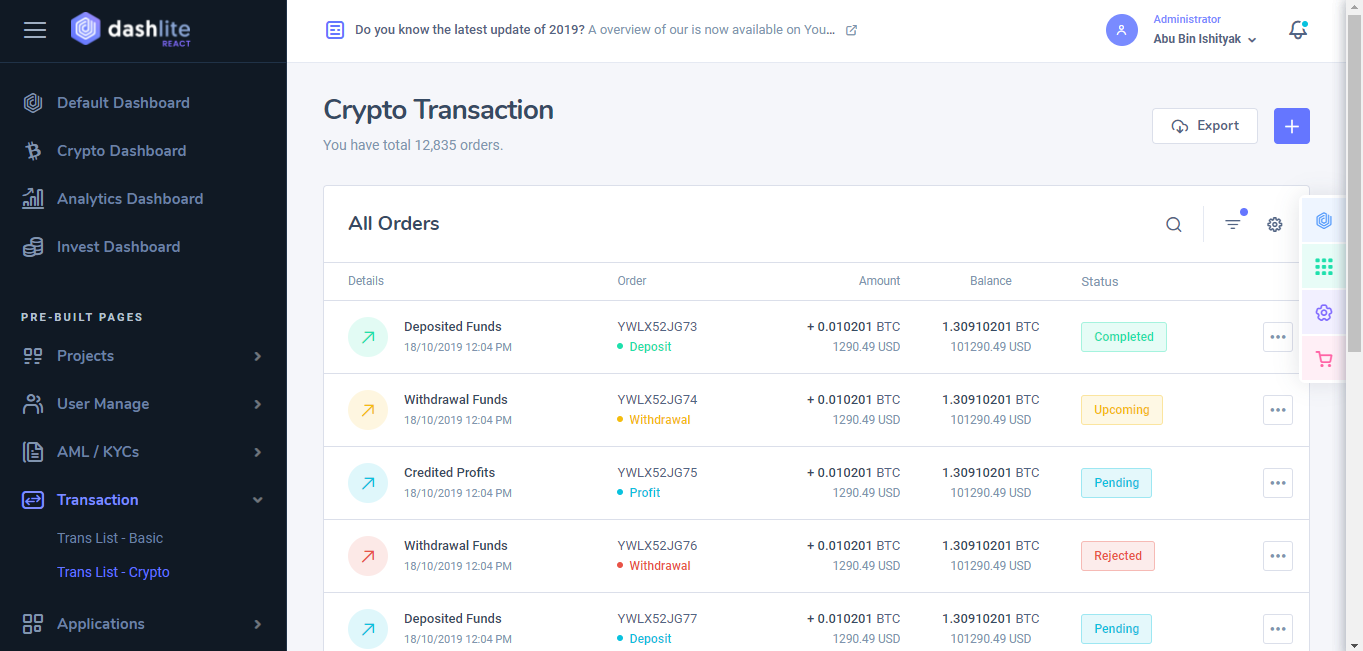 dashlite
REACT
Do you know the latest update of 2019? A overview of our is now available on You...
Administrator
Abu Bin Ishityak
Default Dashboard
Crypto Dashboard
Analytics Dashboard
Invest Dashboard
PRE-BUILT PAGES
Projects
User Manage
AML / KYCs
Transaction
Trans List - Basic
Trans List - Crypto
Applications
Crypto Transaction
You have total 12,835 orders.
Export
All Orders
Details Order Amount Balance Status
Deposited Funds YWLX52JG73 + 0.010201 BTC 1.30910201 BTC Completed
18/10/2019 12:04 PM Deposit 1290.49 USD 101290.49 USD
Withdrawal Funds YWLX52JG74 + 0.010201 BTC 1.30910201 BTC Upcoming
18/10/2019 12:04 PM Withdrawal 1290.49 USD 101290.49 USD
Credited Profits YWLX52JG75 + 0.010201 BTC 1.30910201 BTC Pending
18/10/2019 12:04 PM Profit 1290.49 USD 101290.49 USD
Withdrawal Funds YWLX52JG76 + 0.010201 BTC 1.30910201 BTC Rejected
18/10/2019 12:04 PM Withdrawal 1290.49 USD 101290.49 USD
Deposited Funds YWLX52JG77 + 0.010201 BTC 1.30910201 BTC Pending
18/10/2019 12:04 PM Deposit 1290.49 USD 101290.49 USD